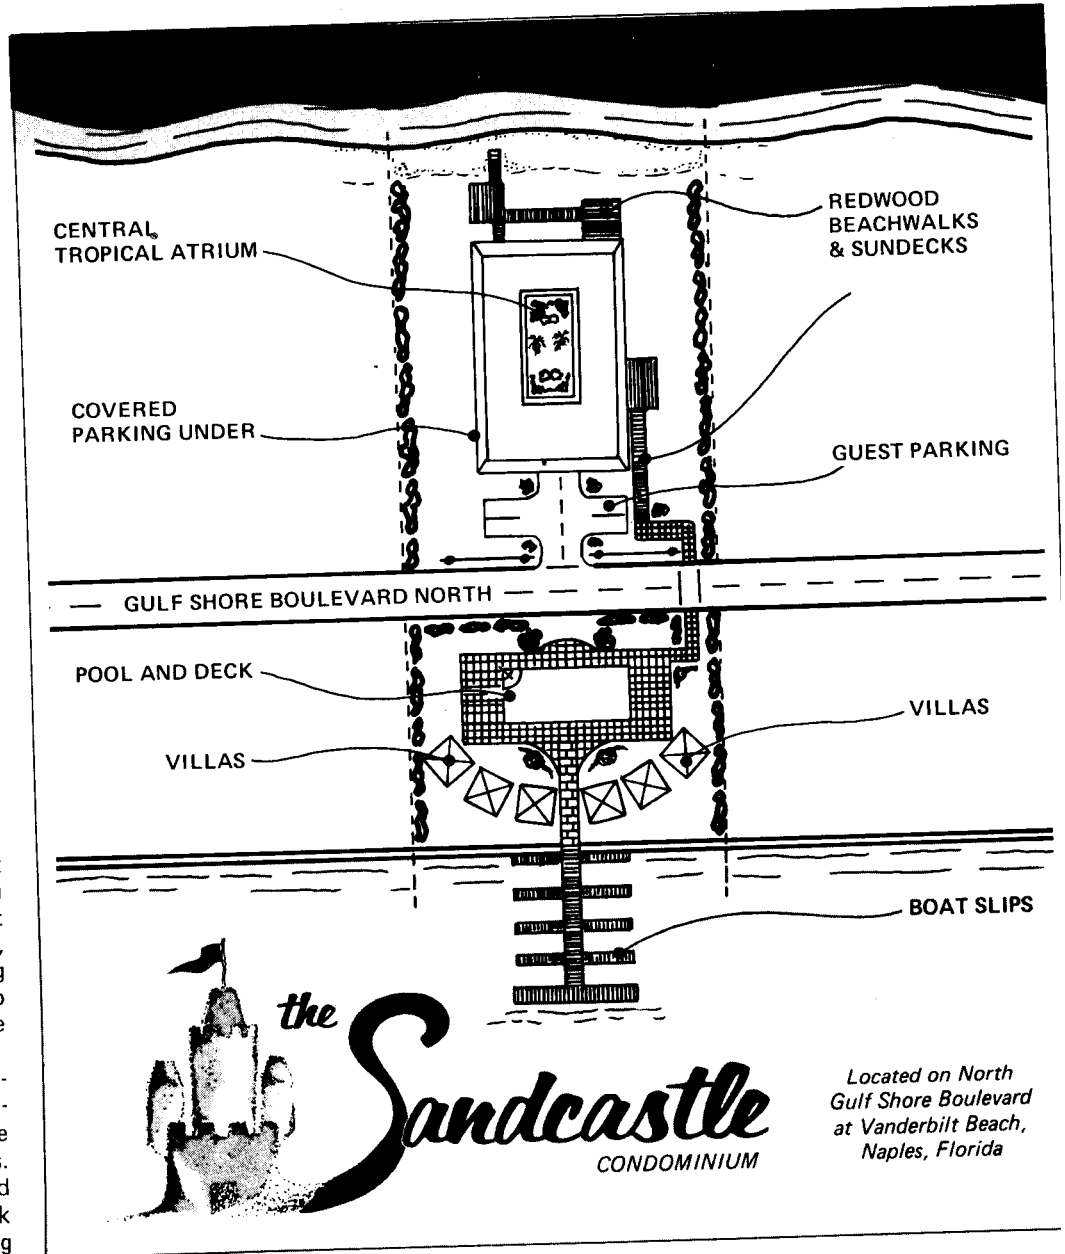 CENTRAL
TROPICAL ATRIUM
REDWOOD
BEACHWALKS
& SUNDECKS
COVERED
PARKING UNDER
GUEST PARKING
GULF SHORE BOULEVARD NORTH
POOL AND DECK
VILLAS
VILLAS
BOAT SLIPS
the
Sandcastle
CONDOMINIUM
Located on North
Gulf Shore Boulevard
at Vanderbilt Beach,
Naples, Florida